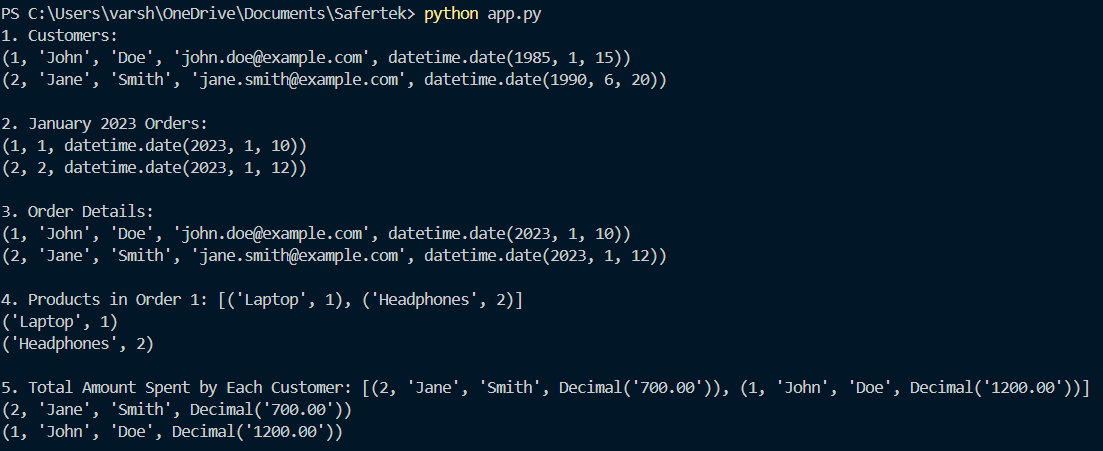 PS C:\Users\varsh\OneDrive\Documents\Safertek> python app.py
1. Customers:
(1, 'John', 'Doe', 'john.doe@example.com', datetime.date(1985, 1, 15))
(2, 'Jane', 'Smith', 'jane.smith@example.com', datetime.date(1990, 6, 20))
2. January 2023 Orders:
(1, 1, datetime.date(2023, 1, 10))
(2, 2, datetime.date(2023, 1, 12))
3. Order Details:
(1, 'John', 'Doe', 'john.doe@example.com', datetime.date(2023, 1, 10))
(2, 'Jane', 'Smith', 'jane.smith@example.com', datetime.date(2023, 1, 12))
4. Products in Order 1: [('Laptop', 1), ('Headphones', 2)]
('Laptop', 1)
('Headphones', 2)
5. Total Amount Spent by Each Customer: [(2, 'Jane', 'Smith', Decimal('700.00')), (1, 'John', 'Doe', Decimal('1200.00'))]
(2, 'Jane', 'Smith', Decimal('700.00'))
(1, 'John', 'Doe', Decimal('1200.00'))